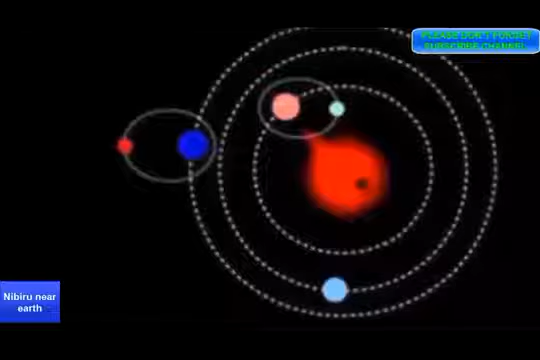 PLEASE DON'T FORGET
SUBSCRIBE CHANNEL
Nibiru near
earth